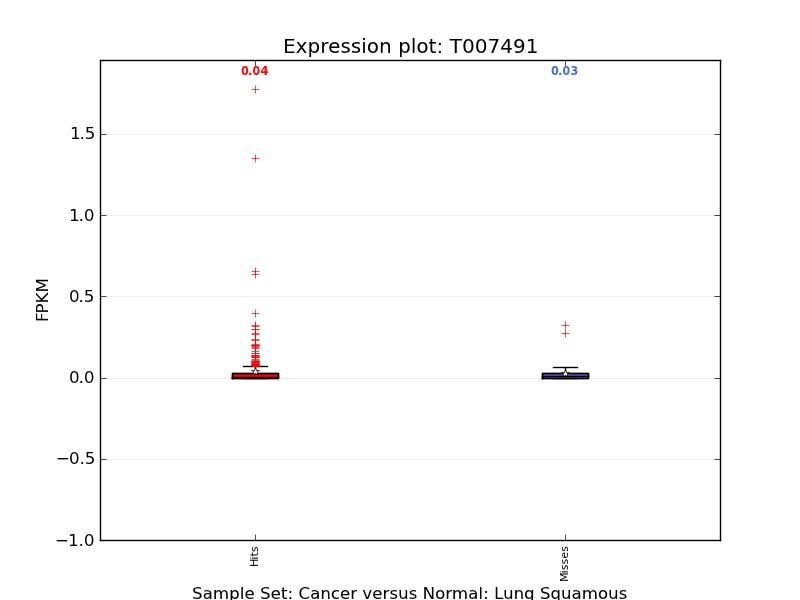 Expression plot: T007491
0.04
0.03
1.5
1.0
0.5
0.0
−0.5
−1.0
FPKM
Hits
Misses
Sample Set: Cancer versus Normal: Lung Squamous